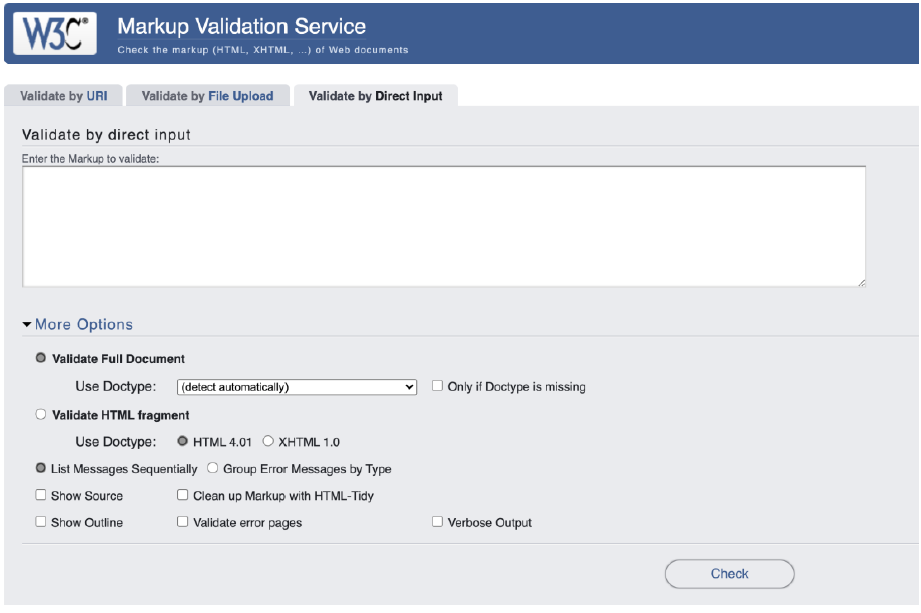 W3C®
Markup Validation Service
Check the markup (HTML, XHTML, ...) of Web documents
Validate by URI Validate by File Upload Validate by Direct Input
Validate by direct input
Enter the Markup to validate:
More Options
Validate Full Document
Use Doctype: (detect automatically) Only if Doctype is missing
Validate HTML fragment
Use Doctype: HTML 4.01 XHTML 1.0
List Messages Sequentially Group Error Messages by Type
Show Source Clean up Markup with HTML-Tidy
Show Outline Validate error pages Verbose Output
Check